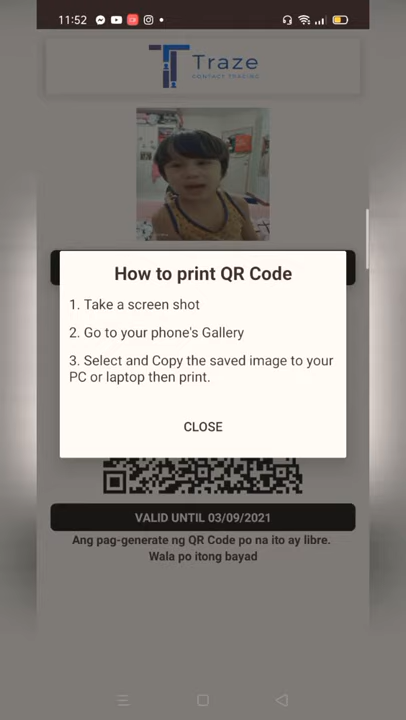 11:52
Traze
CONTACT TRACING
How to print QR Code
1. Take a screen shot
2. Go to your phone's Gallery
3. Select and Copy the saved image to your
PC or laptop then print.
CLOSE
VALID UNTIL 03/09/2021
Ang pag-generate ng QR Code po na ito ay libre.
Wala po itong bayad